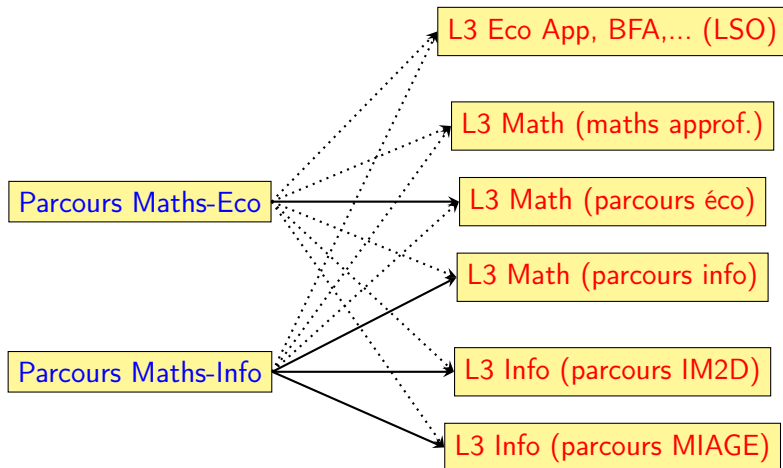 L3 Eco App, BFA,... (LSO)
L3 Math (maths approf.)
Parcours Maths-Eco
L3 Math (parcours éco)
L3 Math (parcours info)
Parcours Maths-Info
L3 Info (parcours IM2D)
L3 Info (parcours MIAGE)